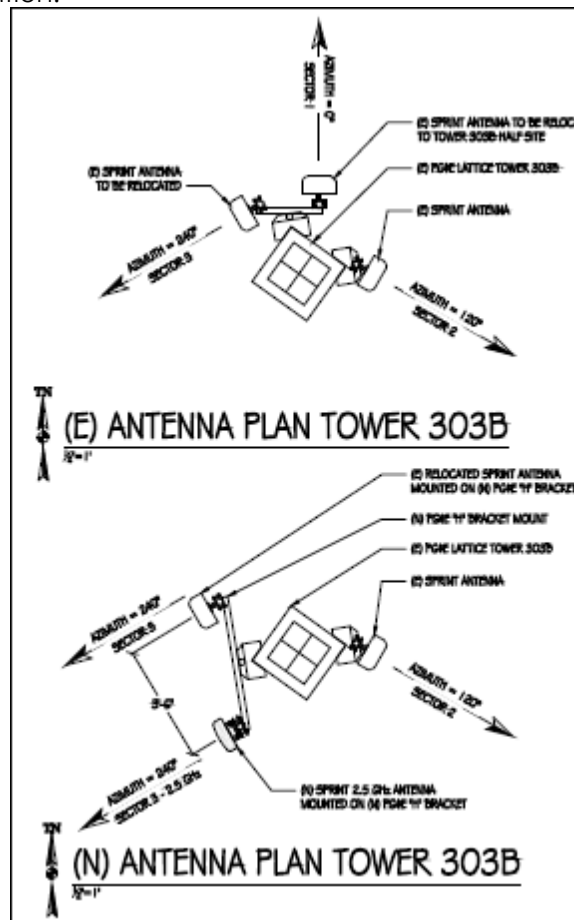 AZIMUTH = 0°
SECTOR 1
(E) SPRINT ANTENNA TO BE RELOC
TO TOWER 303B HALF SITE
(E) PG&E LATTICE TOWER 303B
(E) SPRINT ANTENNA
(E) SPRINT ANTENNA
TO BE RELOCATED
AZIMUTH = 240°
SECTOR 3
AZIMUTH = 120°
SECTOR 2
TN
(E) ANTENNA PLAN TOWER 303B
(E) RELOCATED SPRINT ANTENNA
MOUNTED ON (N) PG&E "H" BRACKET
(N) PG&E "H" BRACKET MOUNT
(E) PG&E LATTICE TOWER 303B
(E) SPRINT ANTENNA
AZIMUTH = 240°
SECTOR 3
AZIMUTH = 120°
SECTOR 2
AZIMUTH = 240°
SECTOR 3 - 2.5 GHz
(N) SPRINT 2.5 GHz ANTENNA
MOUNTED ON (N) PG&E "H" BRACKET
TN
(N) ANTENNA PLAN TOWER 303B